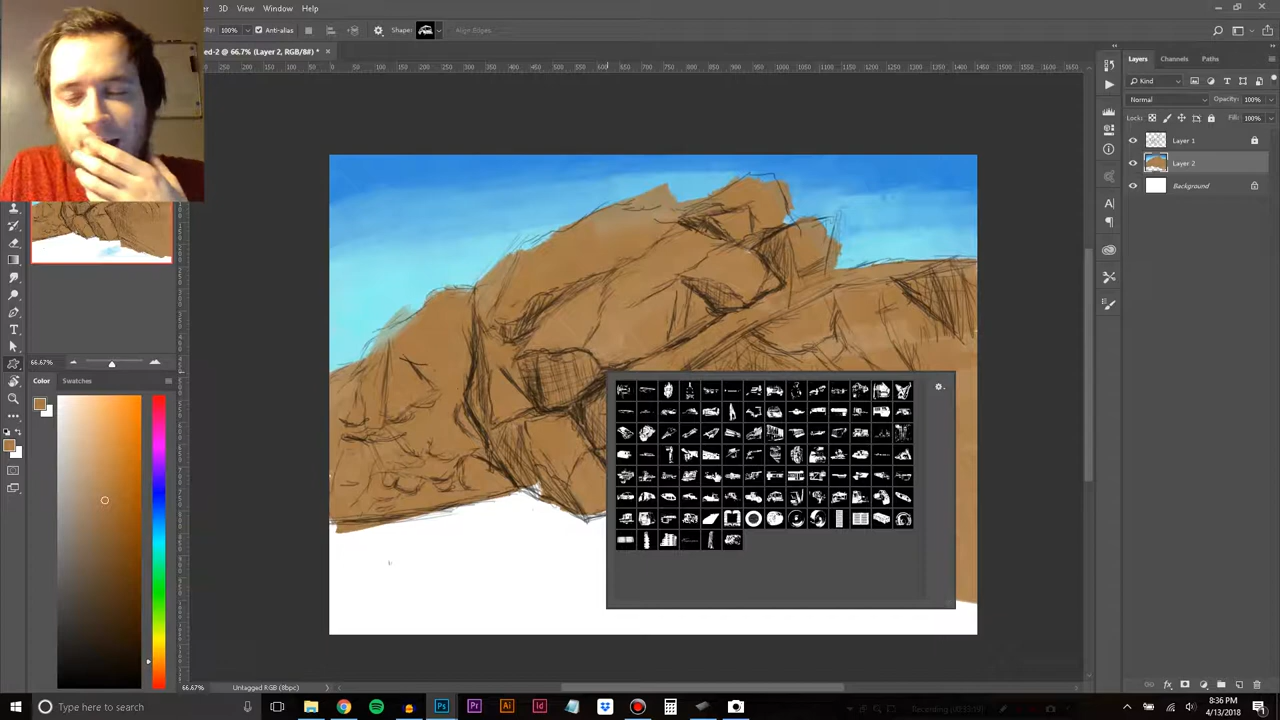 3D View Window Help
100% Anti-alias Shape: Align Edges
ed-2 @ 66.7% (Layer 2, RGB/8#) *
Layers Channels Paths
Kind
Normal Opacity: 100%
Lock: Fill: 100%
Layer 1
Layer 2
Background
66.67%
Color Swatches
66.67% Untagged RGB (8bpc)
Type here to search
8:36 PM
4/13/2018